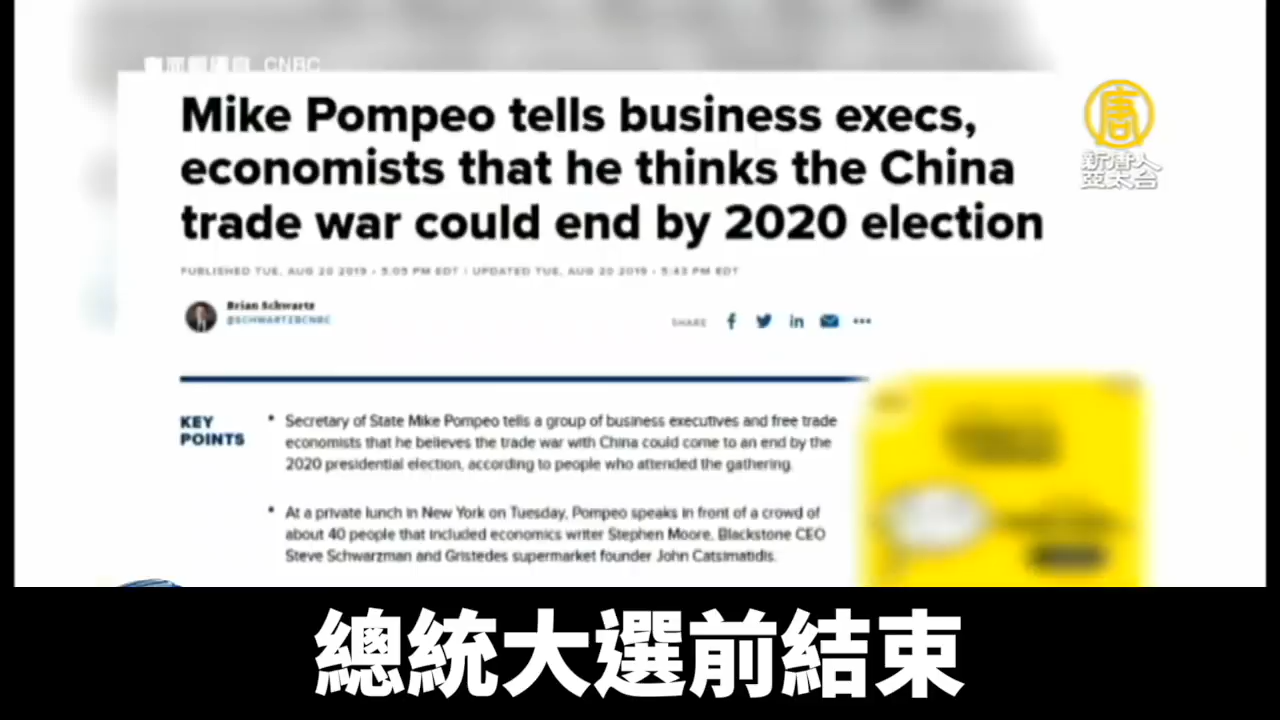 CNBC
Mike Pompeo tells business execs,
economists that he thinks the China
trade war could end by 2020 election
PUBLISHED TUE, AUG 20 2019 • 5:05 PM EDT | UPDATED TUE, AUG 20 2019 • 5:43 PM EDT
Brian Schwartz
@SCHWARTZBCNBC
SHARE
KEY
POINTS
• Secretary of State Mike Pompeo tells a group of business executives and free trade
economists that he believes the trade war with China could come to an end by the
2020 presidential election, according to people who attended the gathering.
• At a private lunch in New York on Tuesday, Pompeo speaks in front of a crowd of
about 40 people that included economics writer Stephen Moore, Blackstone CEO
Steve Schwarzman and Gristedes supermarket founder John Catsimatidis.
唐
新唐人
亞太台
總統大選前結束